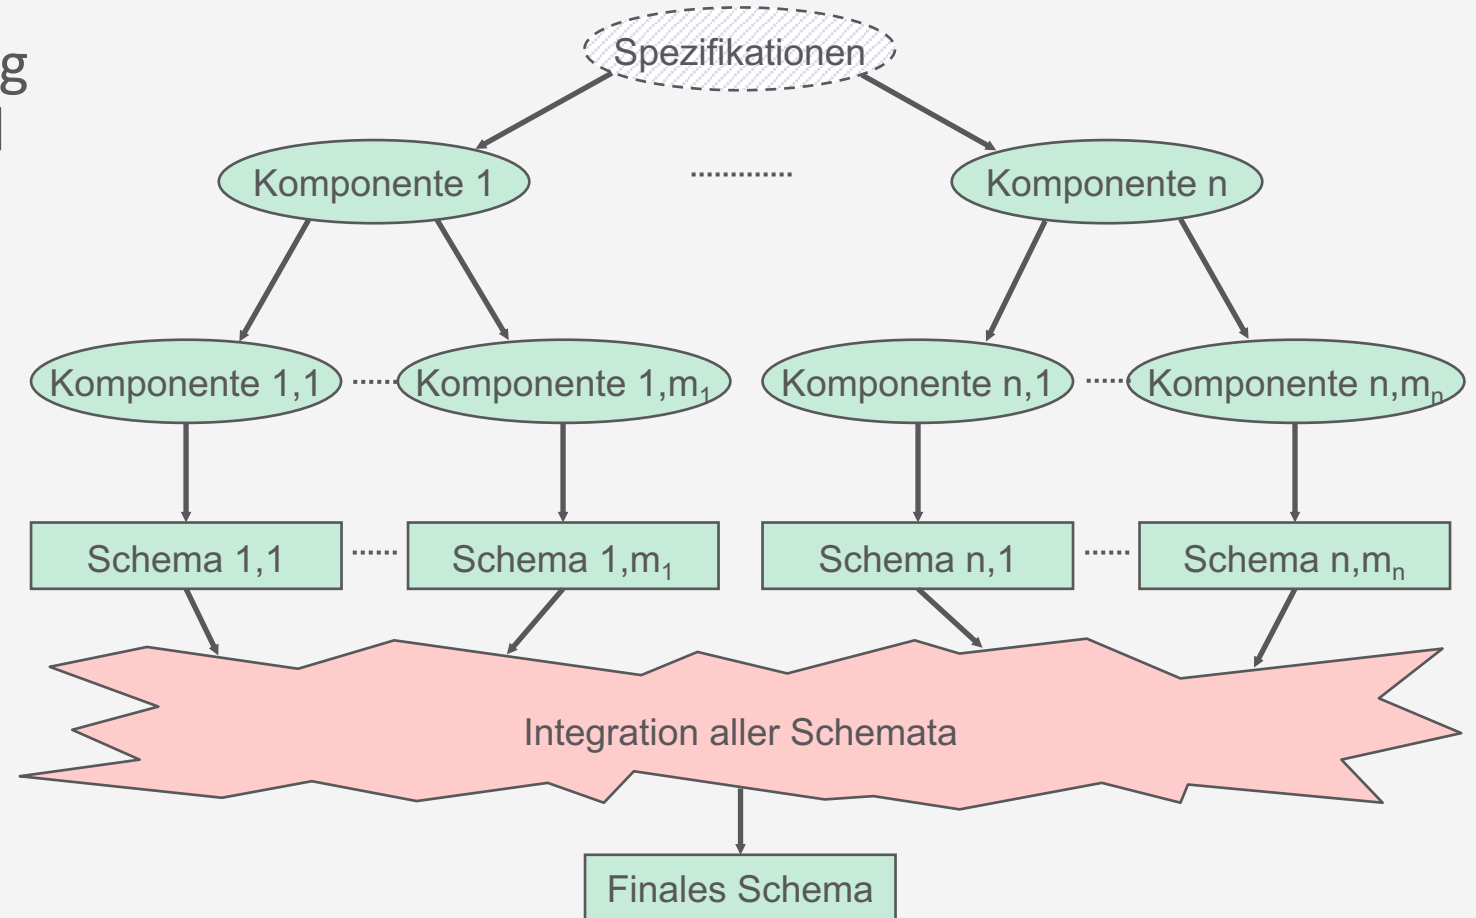 Spezifikationen
g
Komponente 1
Komponente n
Komponente 1,1
Komponente 1,m₁
Komponente n,1
Komponente n,mₙ
Schema 1,1
Schema 1,m₁
Schema n,1
Schema n,mₙ
Integration aller Schemata
Finales Schema